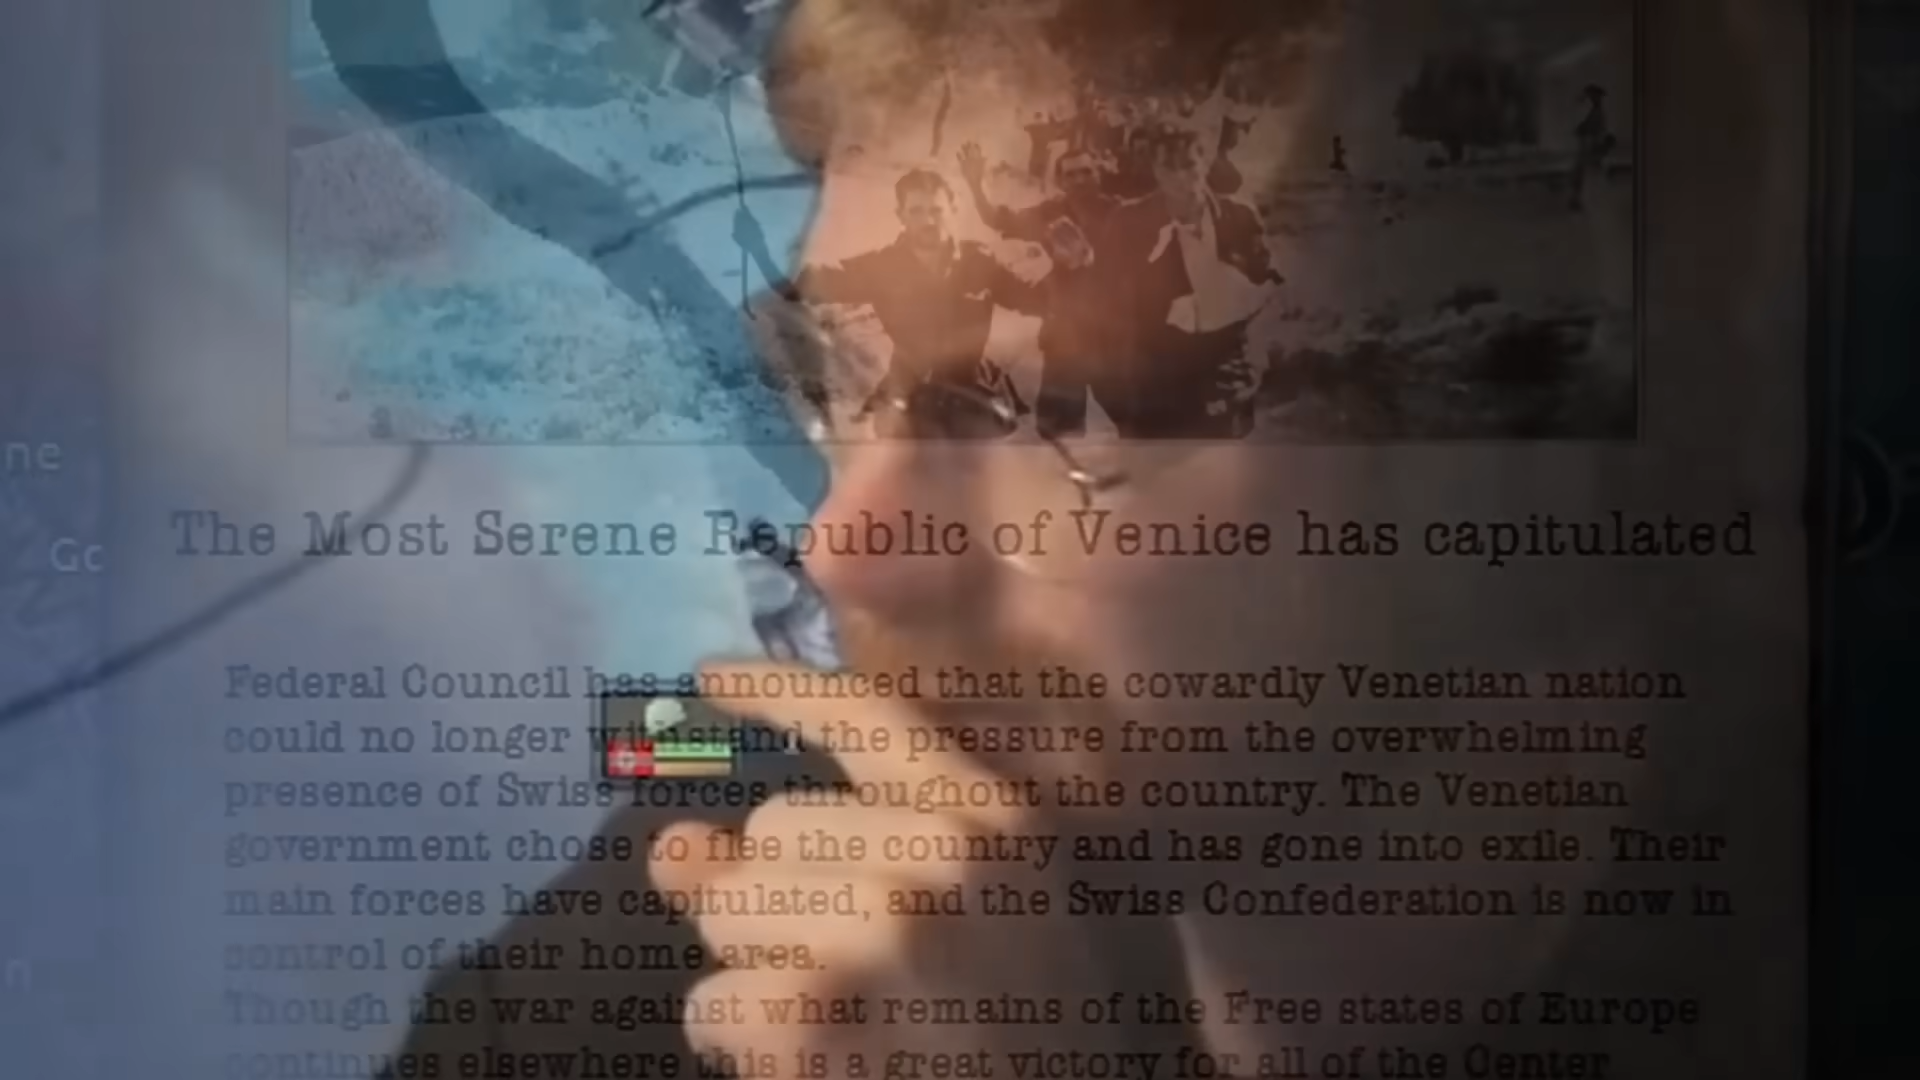 The Most Serene Republic of Venice has capitulated
Federal Council has announced that the cowardly Venetian nation
could no longer withstand the pressure from the overwhelming
presence of Swiss forces throughout the country. The Venetian
government chose to flee the country and has gone into exile. Their
main forces have capitulated, and the Swiss Confederation is now in
control of their home area.
Though the war against what remains of the Free states of Europe
continues elsewhere this is a great victory for all of the Center
ne
Gc
n